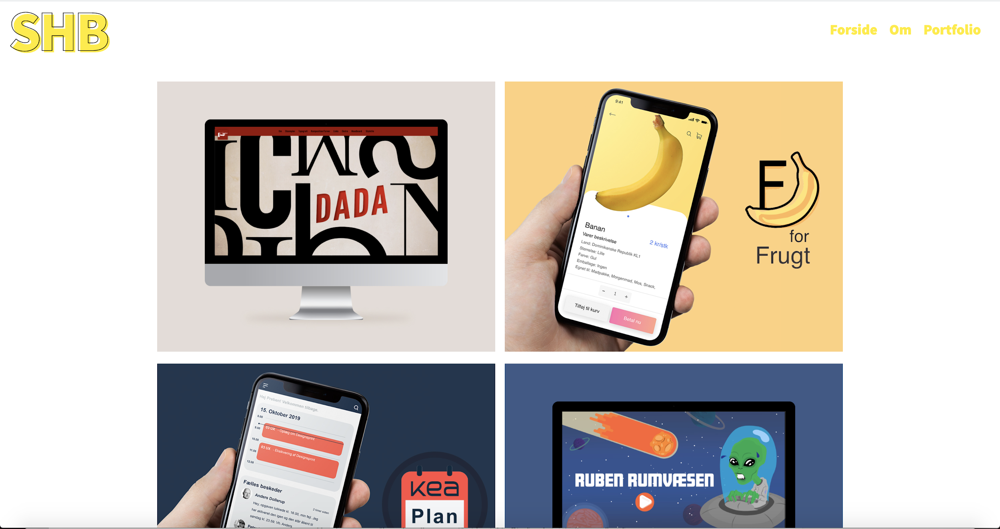 SHB
Forside Om Portfolio
Om Eksempler Typografi Komposition/Farver Links Ekstra Moodboard Styletile
DADA
9:41
Banan
Varer beskrivelse
2 kr/stk
Land: Dominikanske Republik KL1
Størrelse: Lille
Farve: Gul
Emballage: Ingen
Egnet til: Madpakke, Morgenmad, Mos, Snack,
- 1 +
Tilføj til kurv
Betal nu
F
for
Frugt
Hej Preben! Velkommen tilbage.
15. Oktober 2019
8.00
9.00
03 UX - Oplæg om Designsprint
10.00
03 UX - Eksikvering af Designsprint
11.00
12.00
Fælles beskeder
Anders Dollerup
2 timer siden
Hey, opgaven lukkede kl. 16.00, min fejl. Jeg
har aktiveret den igen og den står åbent til
søndag kl. 23.59. Vh. Anders
kea
Plan
RUBEN RUMVÆSEN